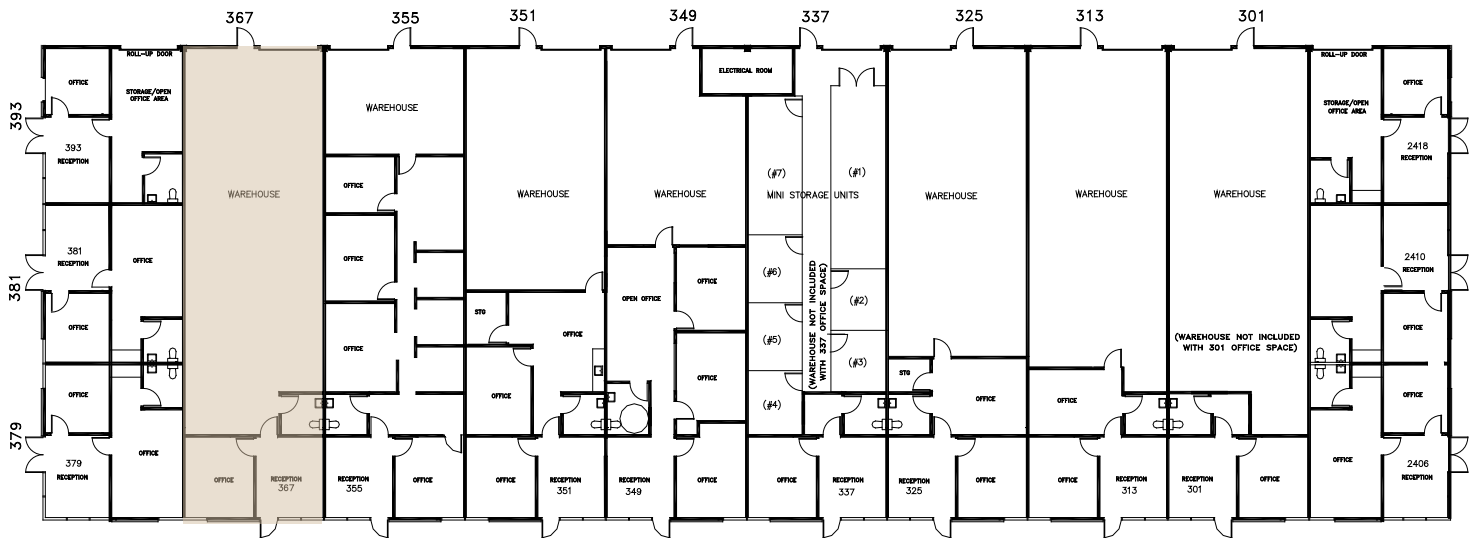 367
355
351
349
337
325
313
301
ROLL-UP DOOR
ROLL-UP DOOR
OFFICE
ELECTRICAL ROOM
OFFICE
STORAGE/OPEN
OFFICE AREA
WAREHOUSE
STORAGE/OPEN
OFFICE AREA
393
393
RECEPTION
2418
RECEPTION
OFFICE
(#7)
(#1)
WAREHOUSE
WAREHOUSE
WAREHOUSE
MINI STORAGE UNITS
WAREHOUSE
WAREHOUSE
WAREHOUSE
381
381
RECEPTION
OFFICE
OFFICE
OFFICE
2410
RECEPTION
(#6)
(#2)
OPEN OFFICE
(WAREHOUSE NOT INCLUDED
WITH 337 OFFICE SPACE)
OFFICE
STG
OFFICE
OFFICE
(#5)
(#3)
(WAREHOUSE NOT INCLUDED
WITH 301 OFFICE SPACE)
OFFICE
OFFICE
STG
OFFICE
OFFICE
OFFICE
(#4)
OFFICE
OFFICE
OFFICE
379
379
RECEPTION
OFFICE
OFFICE
RECEPTION
367
RECEPTION
355
OFFICE
OFFICE
RECEPTION
351
RECEPTION
349
OFFICE
OFFICE
RECEPTION
337
RECEPTION
325
OFFICE
OFFICE
RECEPTION
313
RECEPTION
301
OFFICE
OFFICE
2406
RECEPTION